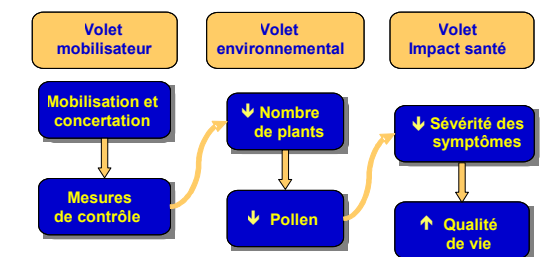 Volet
mobilisateur
Volet
environnemental
Volet
Impact santé
Mobilisation et
concertation
Mesures
de contrôle
↓ Nombre
de plants
↓ Pollen
↓ Sévérité des
symptômes
↑ Qualité
de vie